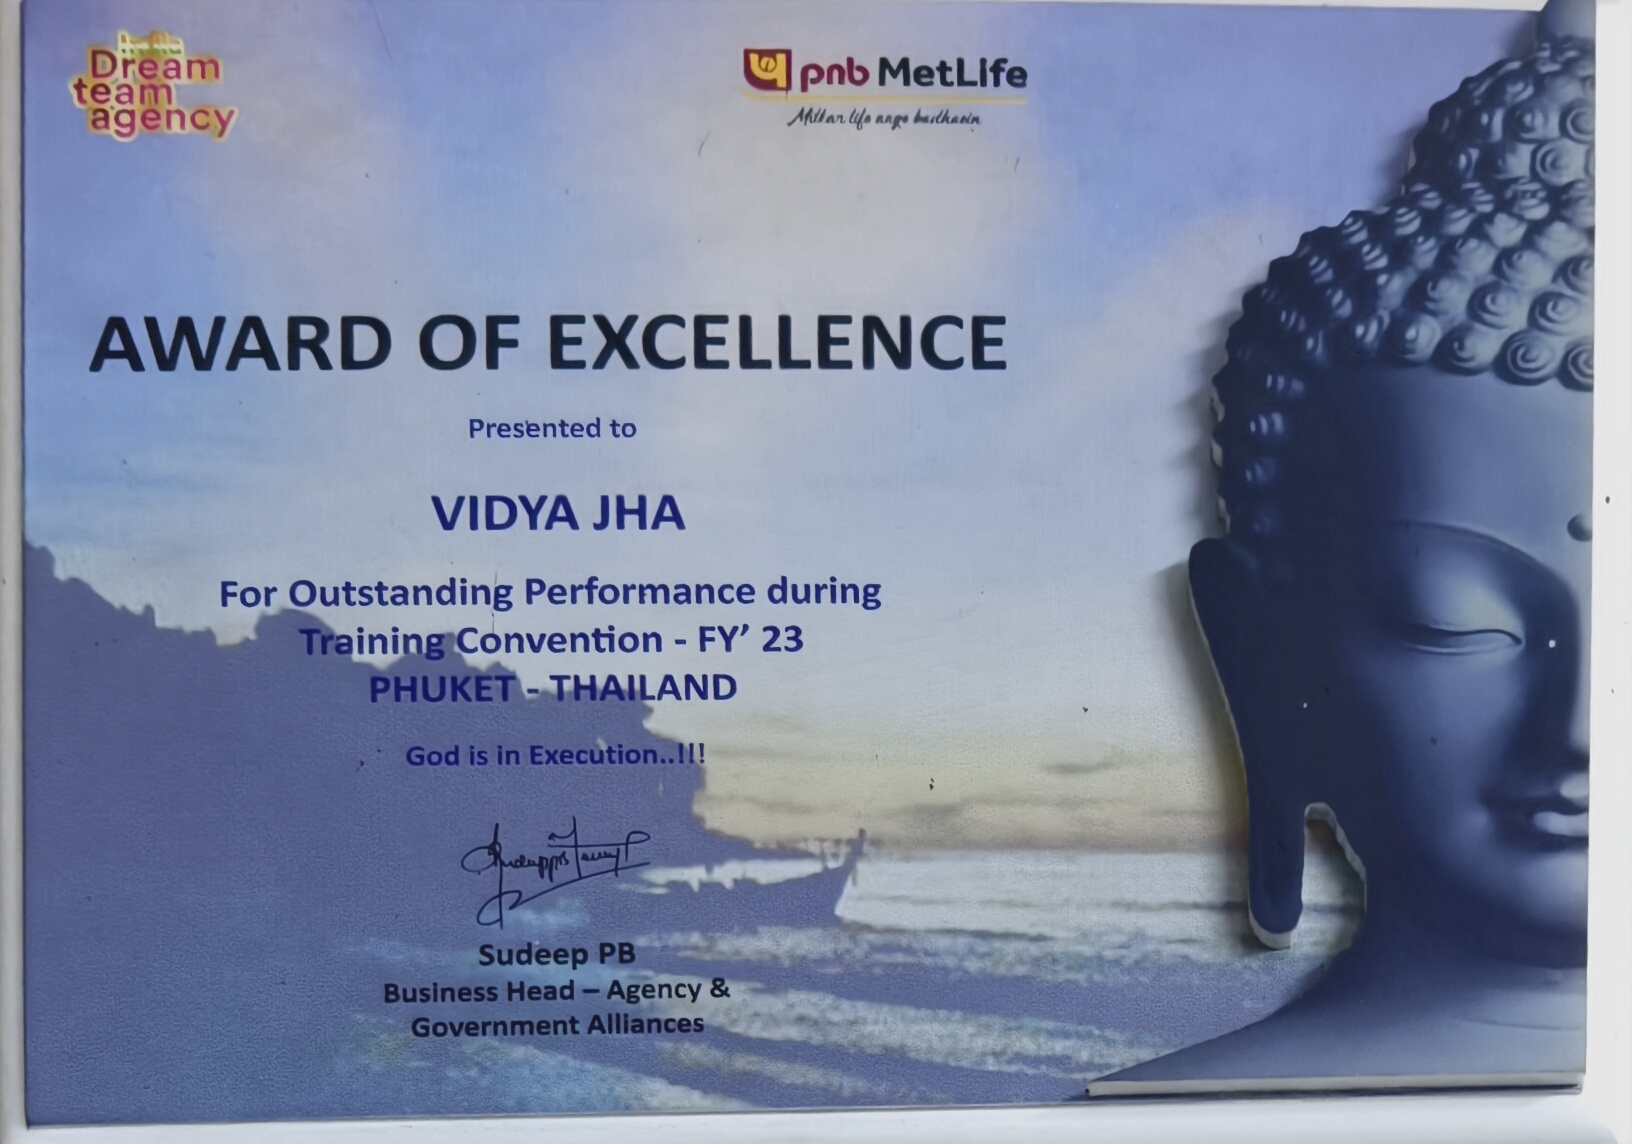 Dream
team
agency
pnb MetLife
Milkar life aage badhaein
AWARD OF EXCELLENCE
Presented to
VIDYA JHA
For Outstanding Performance during
Training Convention - FY’ 23
PHUKET - THAILAND
God is in Execution..!!!
Sudeep PB
Business Head – Agency &
Government Alliances